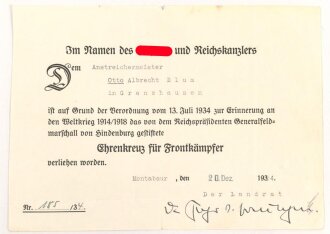 Im Namen des und Reichskanzlers
Dem Anstreichermeister
Otto Albrecht Blum
in Grenzhausen
ist auf Grund der Verordnung vom 13. Juli 1934 zur Erinnerung an
den Weltkrieg 1914/1918 das von dem Reichspräsidenten Generalfeld-
marschall von Hindenburg gestiftete
Ehrenkreuz für Frontkämpfer
verliehen worden.
Montabaur, den 20. Dez. 1934.
Der Landrat
Nr. 185 /34.